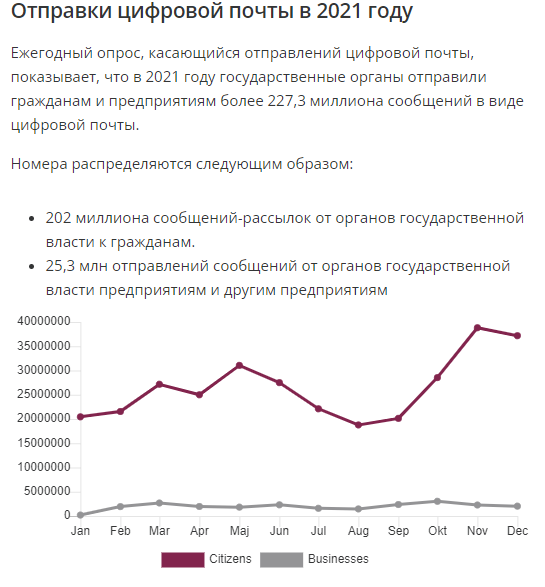 Отправки цифровой почты в 2021 году
Ежегодный опрос, касающийся отправлений цифровой почты,
показывает, что в 2021 году государственные органы отправили
гражданам и предприятиям более 227,3 миллиона сообщений в виде
цифровой почты.
Номера распределяются следующим образом:
• 202 миллиона сообщений-рассылок от органов государственной
власти к гражданам.
• 25,3 млн отправлений сообщений от органов государственной
власти предприятиям и другим предприятиям
40000000
35000000
30000000
25000000
20000000
15000000
10000000
5000000
0
Jan Feb Mar Apr Maj Jun Jul Aug Sep Okt Nov Dec
Citizens Businesses